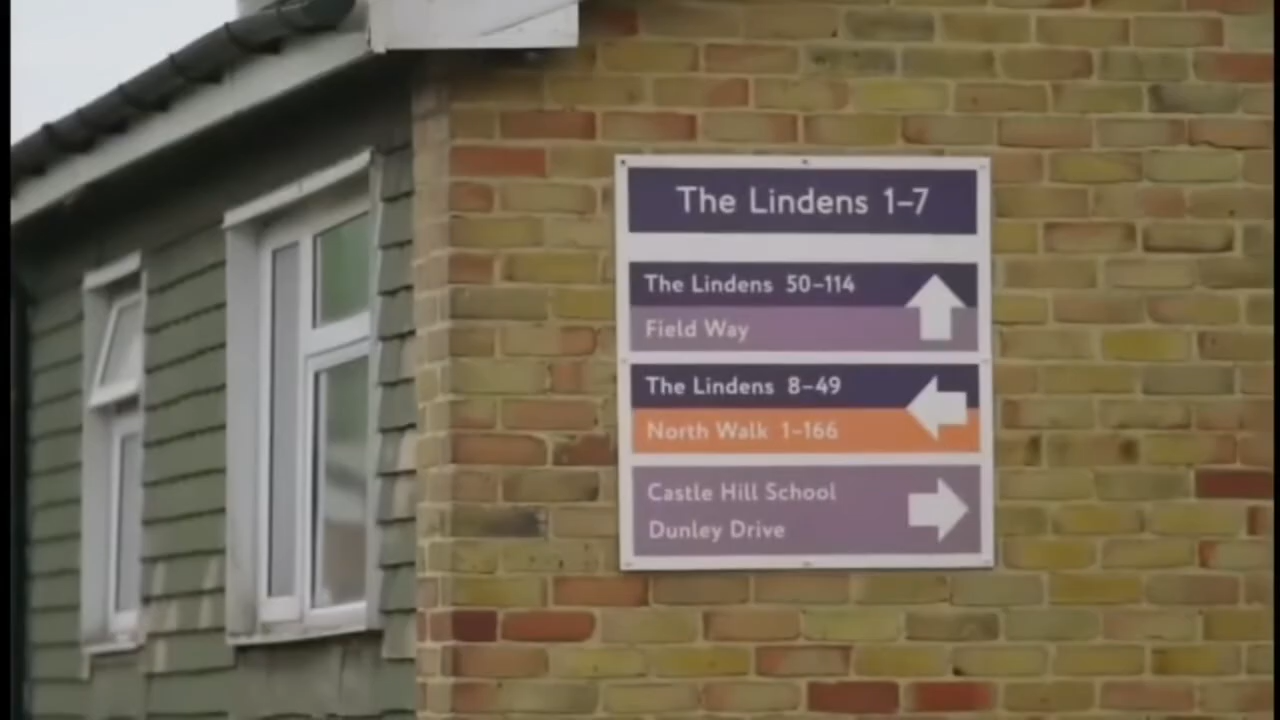 The Lindens 1–7
The Lindens 50–114
Field Way
The Lindens 8–49
North Walk 1–166
Castle Hill School
Dunley Drive